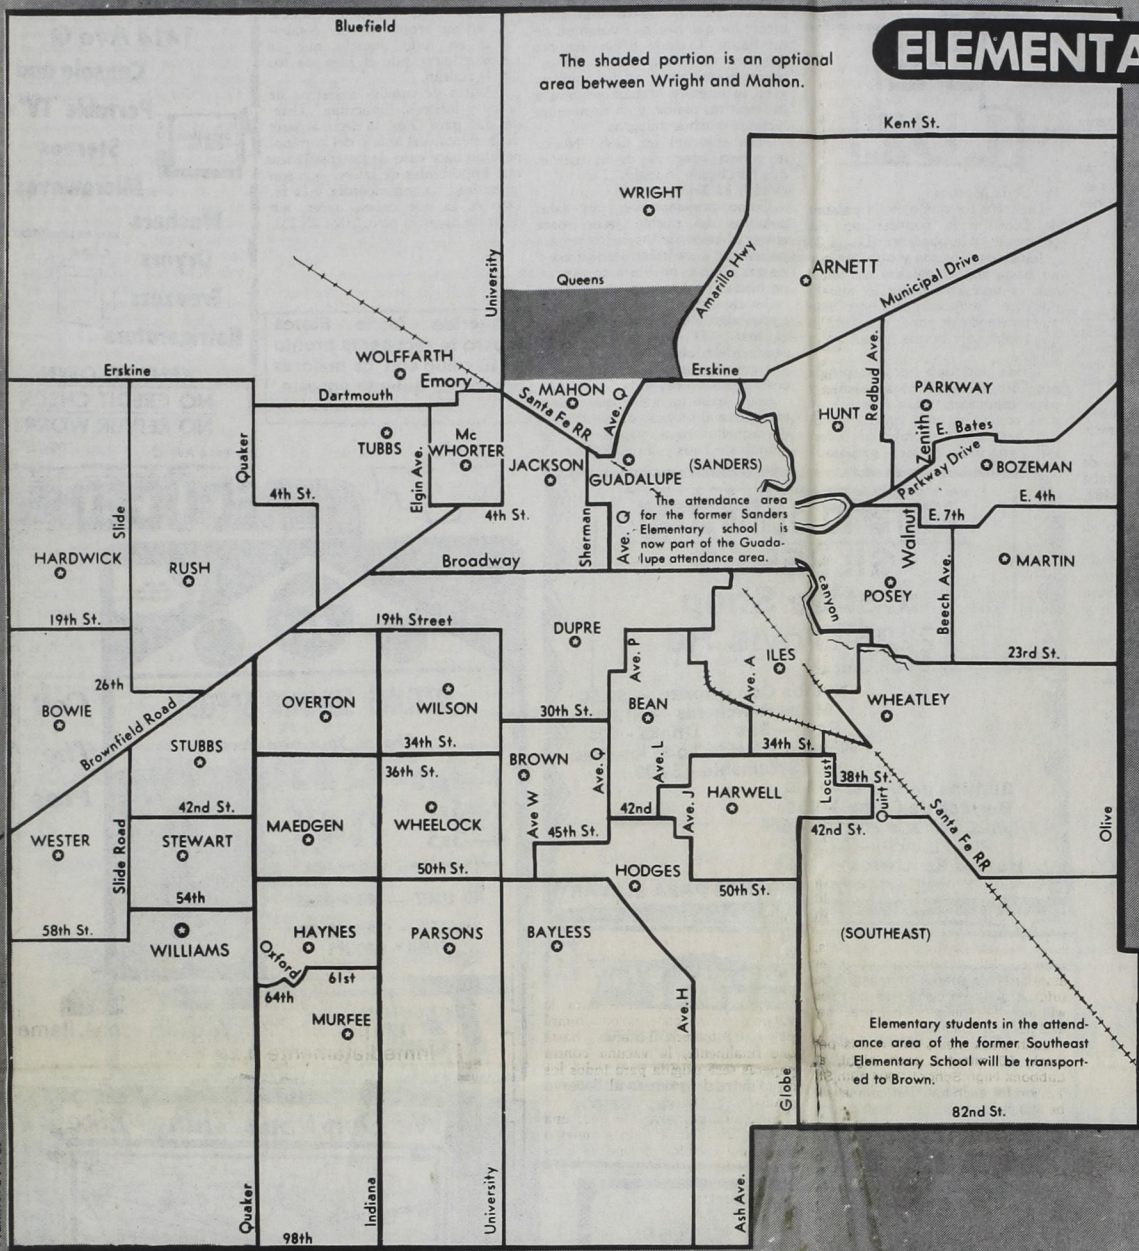 Bluefield
ELEMENTA
The shaded portion is an optional
area between Wright and Mahon.
Kent St.
WRIGHT
University
Queens
Amarillo Hwy
ARNETT
Municipal Drive
WOLFFARTH
Erskine
Emory
Dartmouth
MAHON
Santa Fe RR
Ave. Q
Erskine
Redbud Ave.
PARKWAY
HUNT
Zenith
E. Bates
Quaker
TUBBS
Elgin Ave.
Mc
WHORTER
JACKSON
GUADALUPE
(SANDERS)
Parkway Drive
BOZEMAN
4th St.
4th St.
E. 4th
Slide
Sherman
Ave. Q
The attendance area
for the former Sanders
Elementary school is
now part of the Guada-
lupe attendance area.
Walnut
E. 7th
HARDWICK
RUSH
Broadway
canyon
POSEY
Beech Ave.
MARTIN
19th St.
19th Street
DUPRE
Ave. P
Ave. A
ILES
23rd St.
26th
BOWIE
Brownfield Road
OVERTON
WILSON
30th St.
BEAN
WHEATLEY
STUBBS
34th St.
36th St.
BROWN
Ave. Q
Ave. L
34th St.
Locust
38th St.
42nd St.
MAEDGEN
WHEELOCK
Ave W
42nd
Ave. J
HARWELL
Quirt
42nd St.
Santa Fe RR
Olive
WESTER
Slide Road
STEWART
45th St.
50th St.
HODGES
50th St.
54th
58th St.
WILLIAMS
Oxford
HAYNES
PARSONS
BAYLESS
(SOUTHEAST)
61st
64th
MURFEE
Ave. H
Elementary students in the attend-
ance area of the former Southeast
Elementary School will be transport-
ed to Brown.
Globe
82nd St.
Quaker
Indiana
University
Ash Ave.
98th